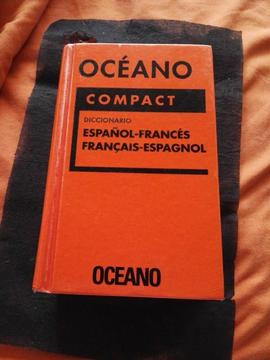 OCÉANO
COMPACT
DICCIONARIO
ESPAÑOL-FRANCÉS
FRANÇAIS-ESPAGNOL
OCEANO